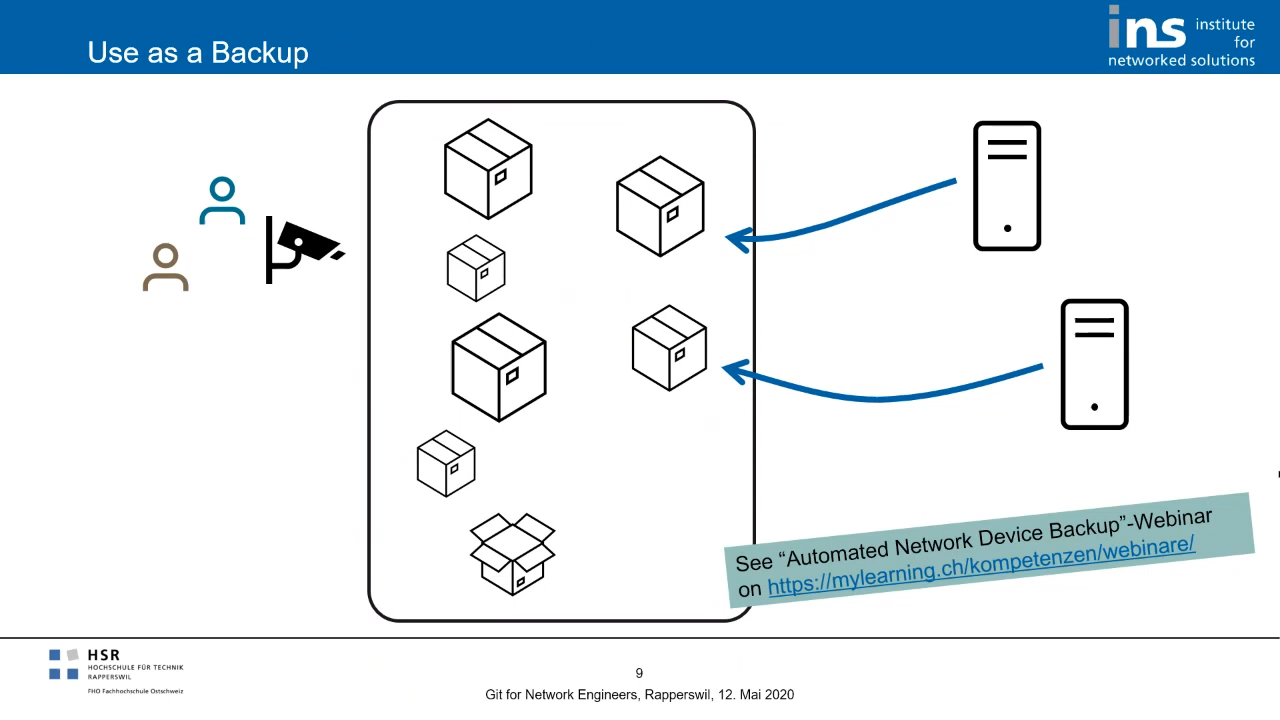 Use as a Backup
ins institute
for
networked solutions
See “Automated Network Device Backup”-Webinar
on https://mylearning.ch/kompetenzen/webinare/
HSR
HOCHSCHULE FÜR TECHNIK
RAPPERSWIL
FHO Fachhochschule Ostschweiz
9
Git for Network Engineers, Rapperswil, 12. Mai 2020